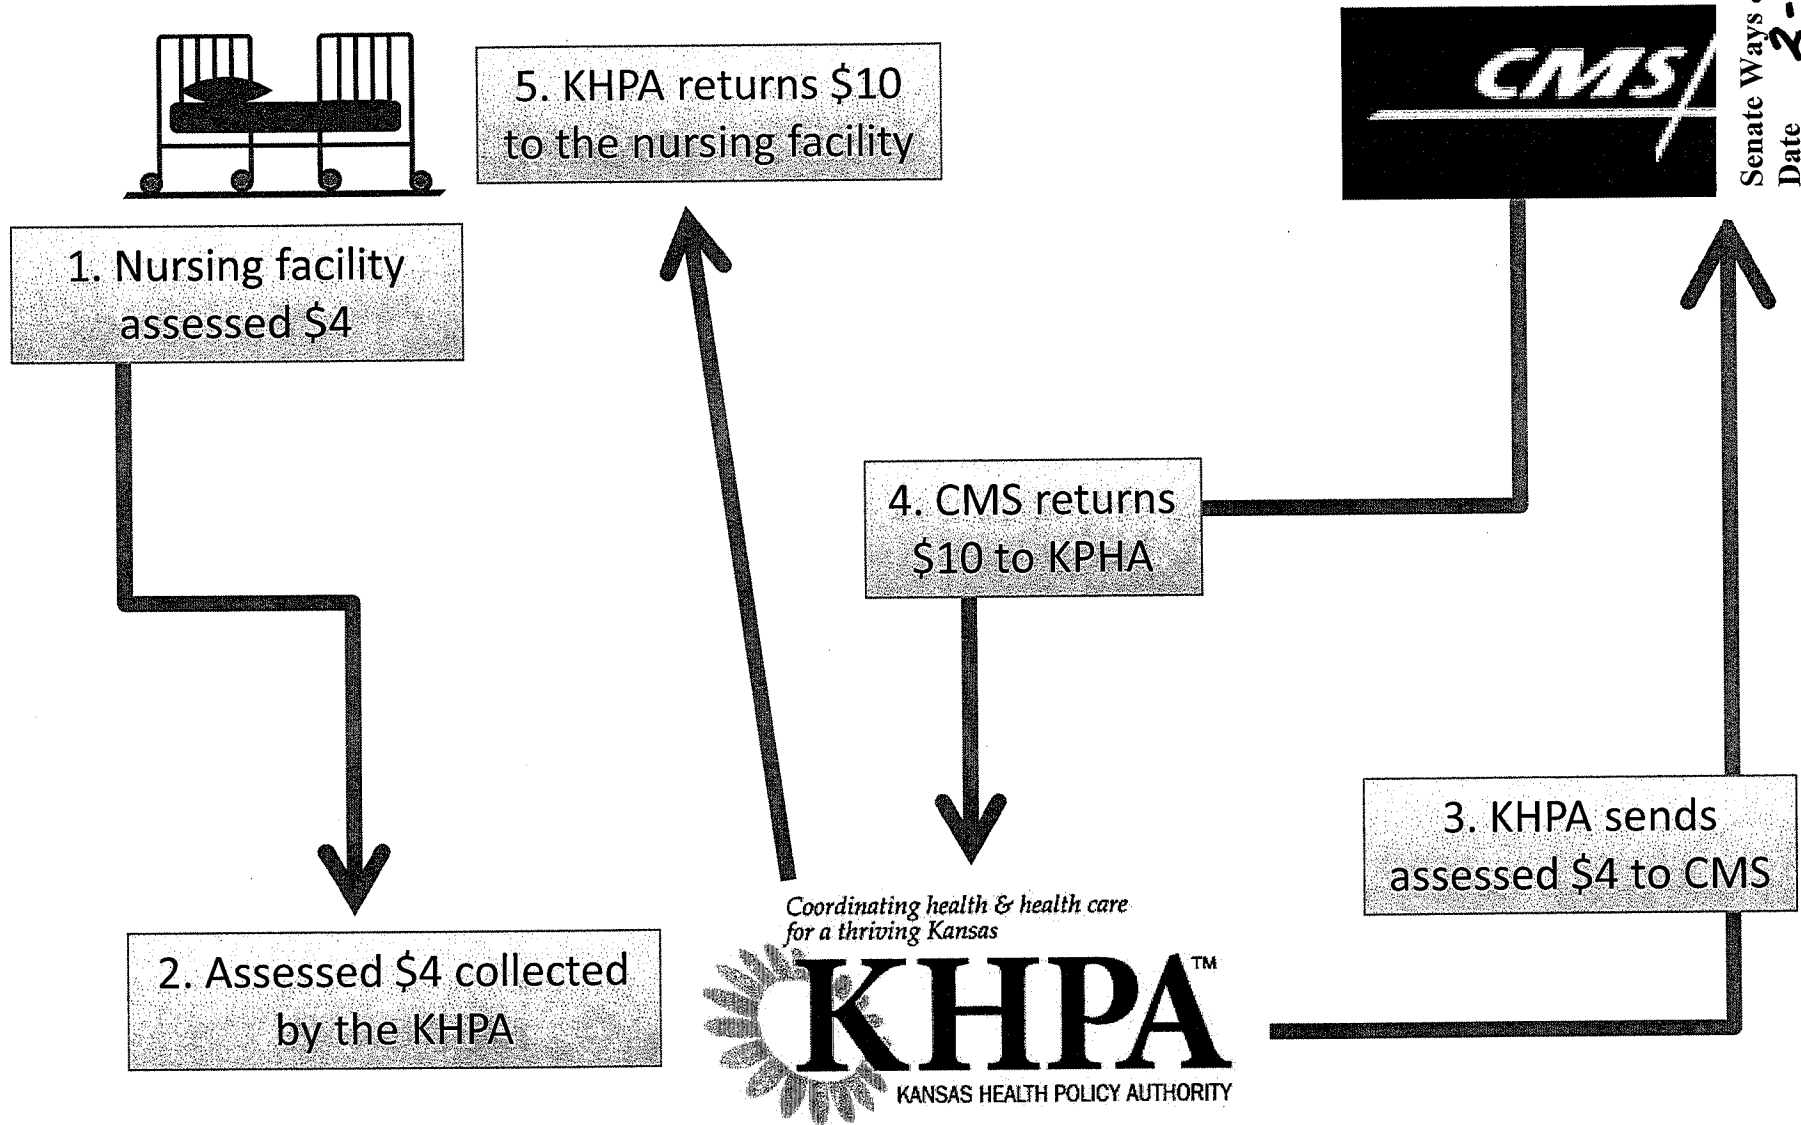 5. KHPA returns $10
to the nursing facility
CMS
Senate Ways
Date 2-
1. Nursing facility
assessed $4
4. CMS returns
$10 to KPHA
3. KHPA sends
assessed $4 to CMS
2. Assessed $4 collected
by the KHPA
Coordinating health & health care
for a thriving Kansas
KHPA™
KANSAS HEALTH POLICY AUTHORITY